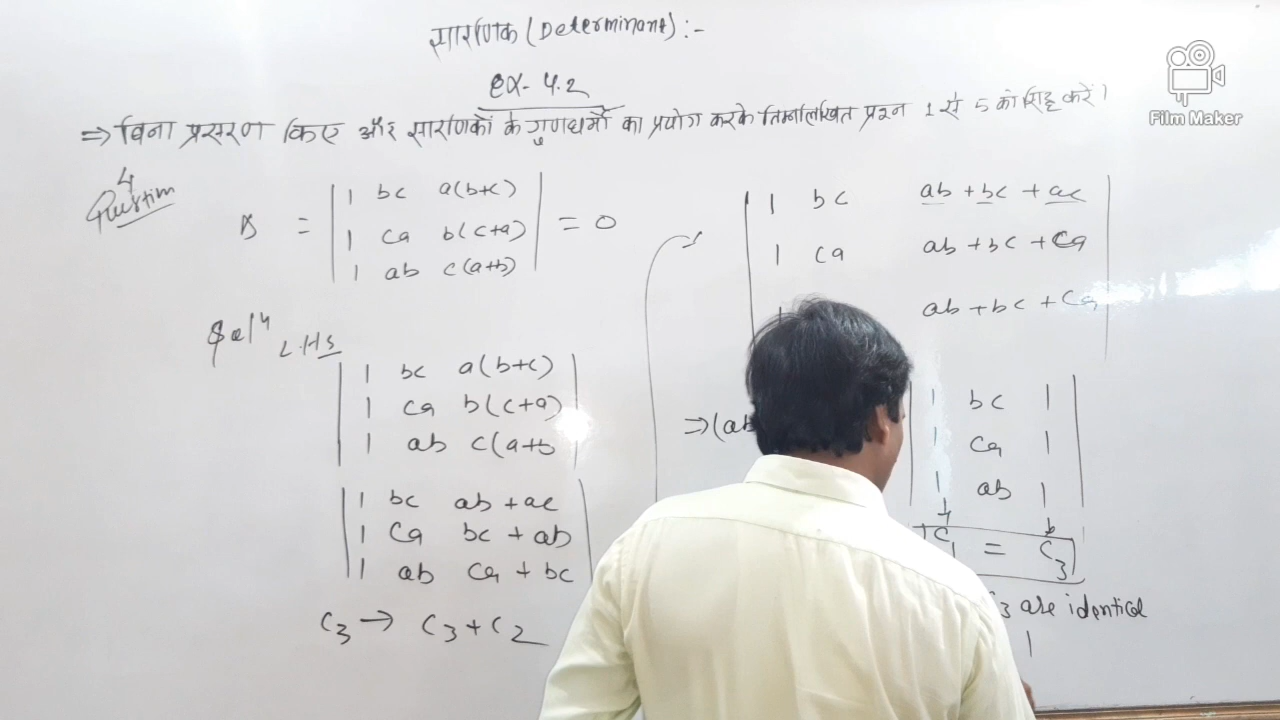 सारणिक (Determinant) :-
ex- 4.2
⇒ बिना प्रसरण किए और सारणिकों के गुणधर्मो का प्रयोग करके निम्नलिखित प्रश्न 1 से 5 को सिद्ध करें।
4
Question
Δ = | 1 bc a(b+c) |
| 1 ca b(c+a) | = 0
| 1 ab c(a+b) |
Solⁿ L.H.S
| 1 bc a(b+c) |
| 1 ca b(c+a) |
| 1 ab c(a+b |
| 1 bc ab + ac |
| 1 ca bc + ab |
| 1 ab ca + bc |
C3 → C3 + C2
| 1 bc ab + bc + ac |
| 1 ca ab + bc + ca |
ab + bc + ca |
⇒ (ab
| 1 bc 1 |
| 1 ca 1 |
| 1 ab 1 |
C1 = C3
C3 are identical
Film Maker